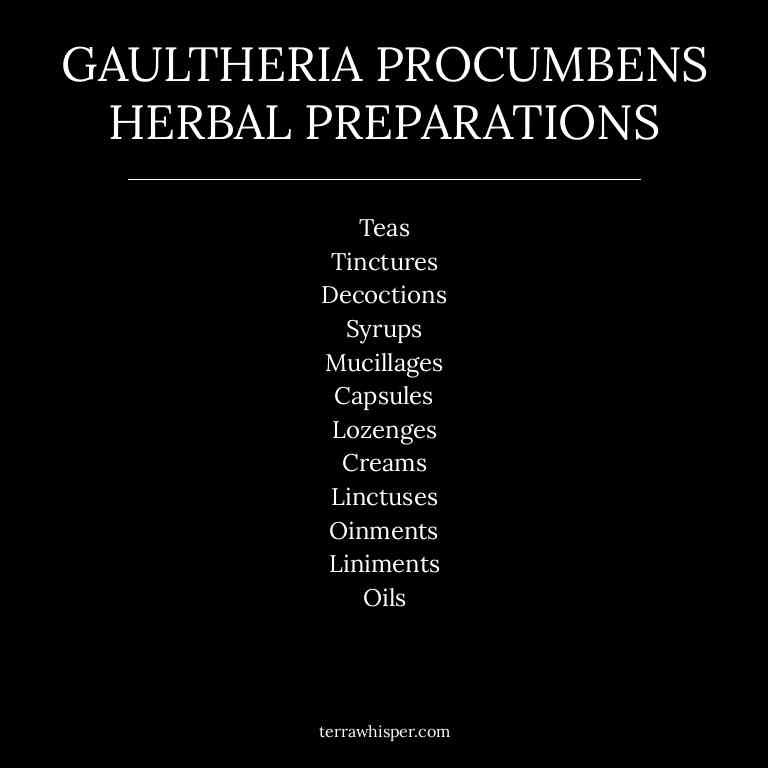 GAULTHERIA PROCUMBENS
HERBAL PREPARATIONS
Teas
Tinctures
Decoctions
Syrups
Mucillages
Capsules
Lozenges
Creams
Linctuses
Oinments
Liniments
Oils
terrawhisper.com